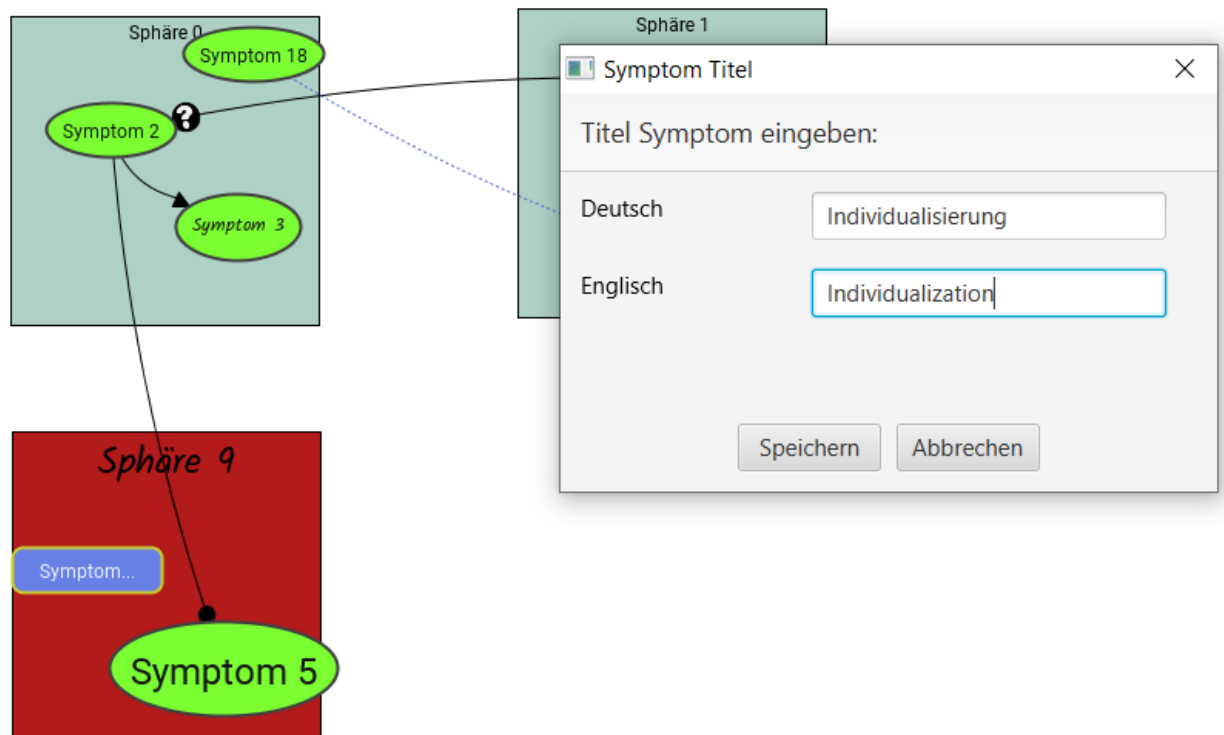 Sphäre 0
Symptom 18
Symptom 2
?
Symptom 3
Sphäre 1
Symptom Titel
Titel Symptom eingeben:
Deutsch
Individualisierung
Englisch
Individualization
Speichern
Abbrechen
Sphäre 9
Symptom...
Symptom 5